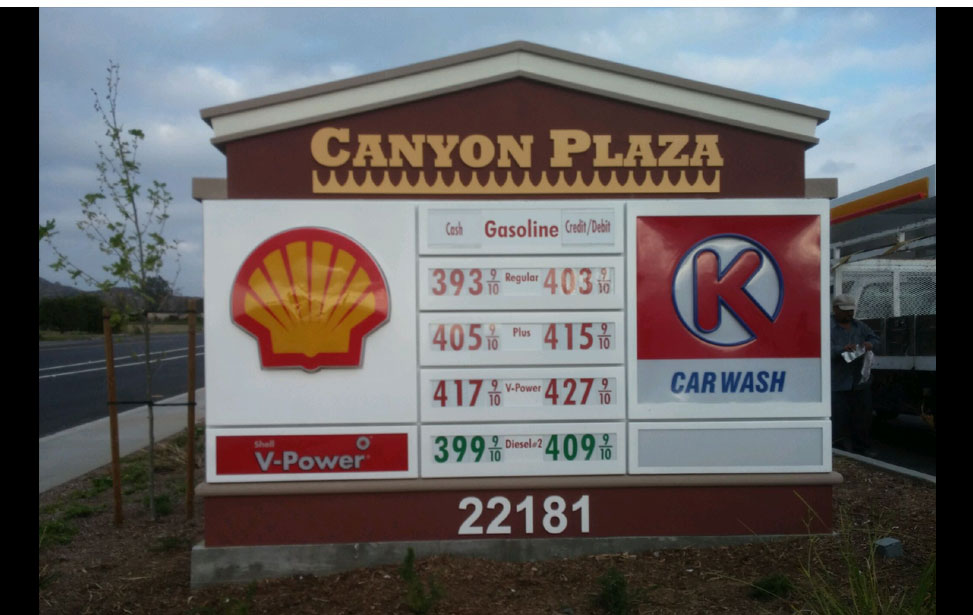 CANYON PLAZA
Cash Gasoline Credit/Debit
393 9/10 Regular 403 9/10
405 9/10 Plus 415 9/10
417 9/10 V-Power 427 9/10
399 9/10 Diesel#2 409 9/10
Shell
V-Power
K
CAR WASH
22181